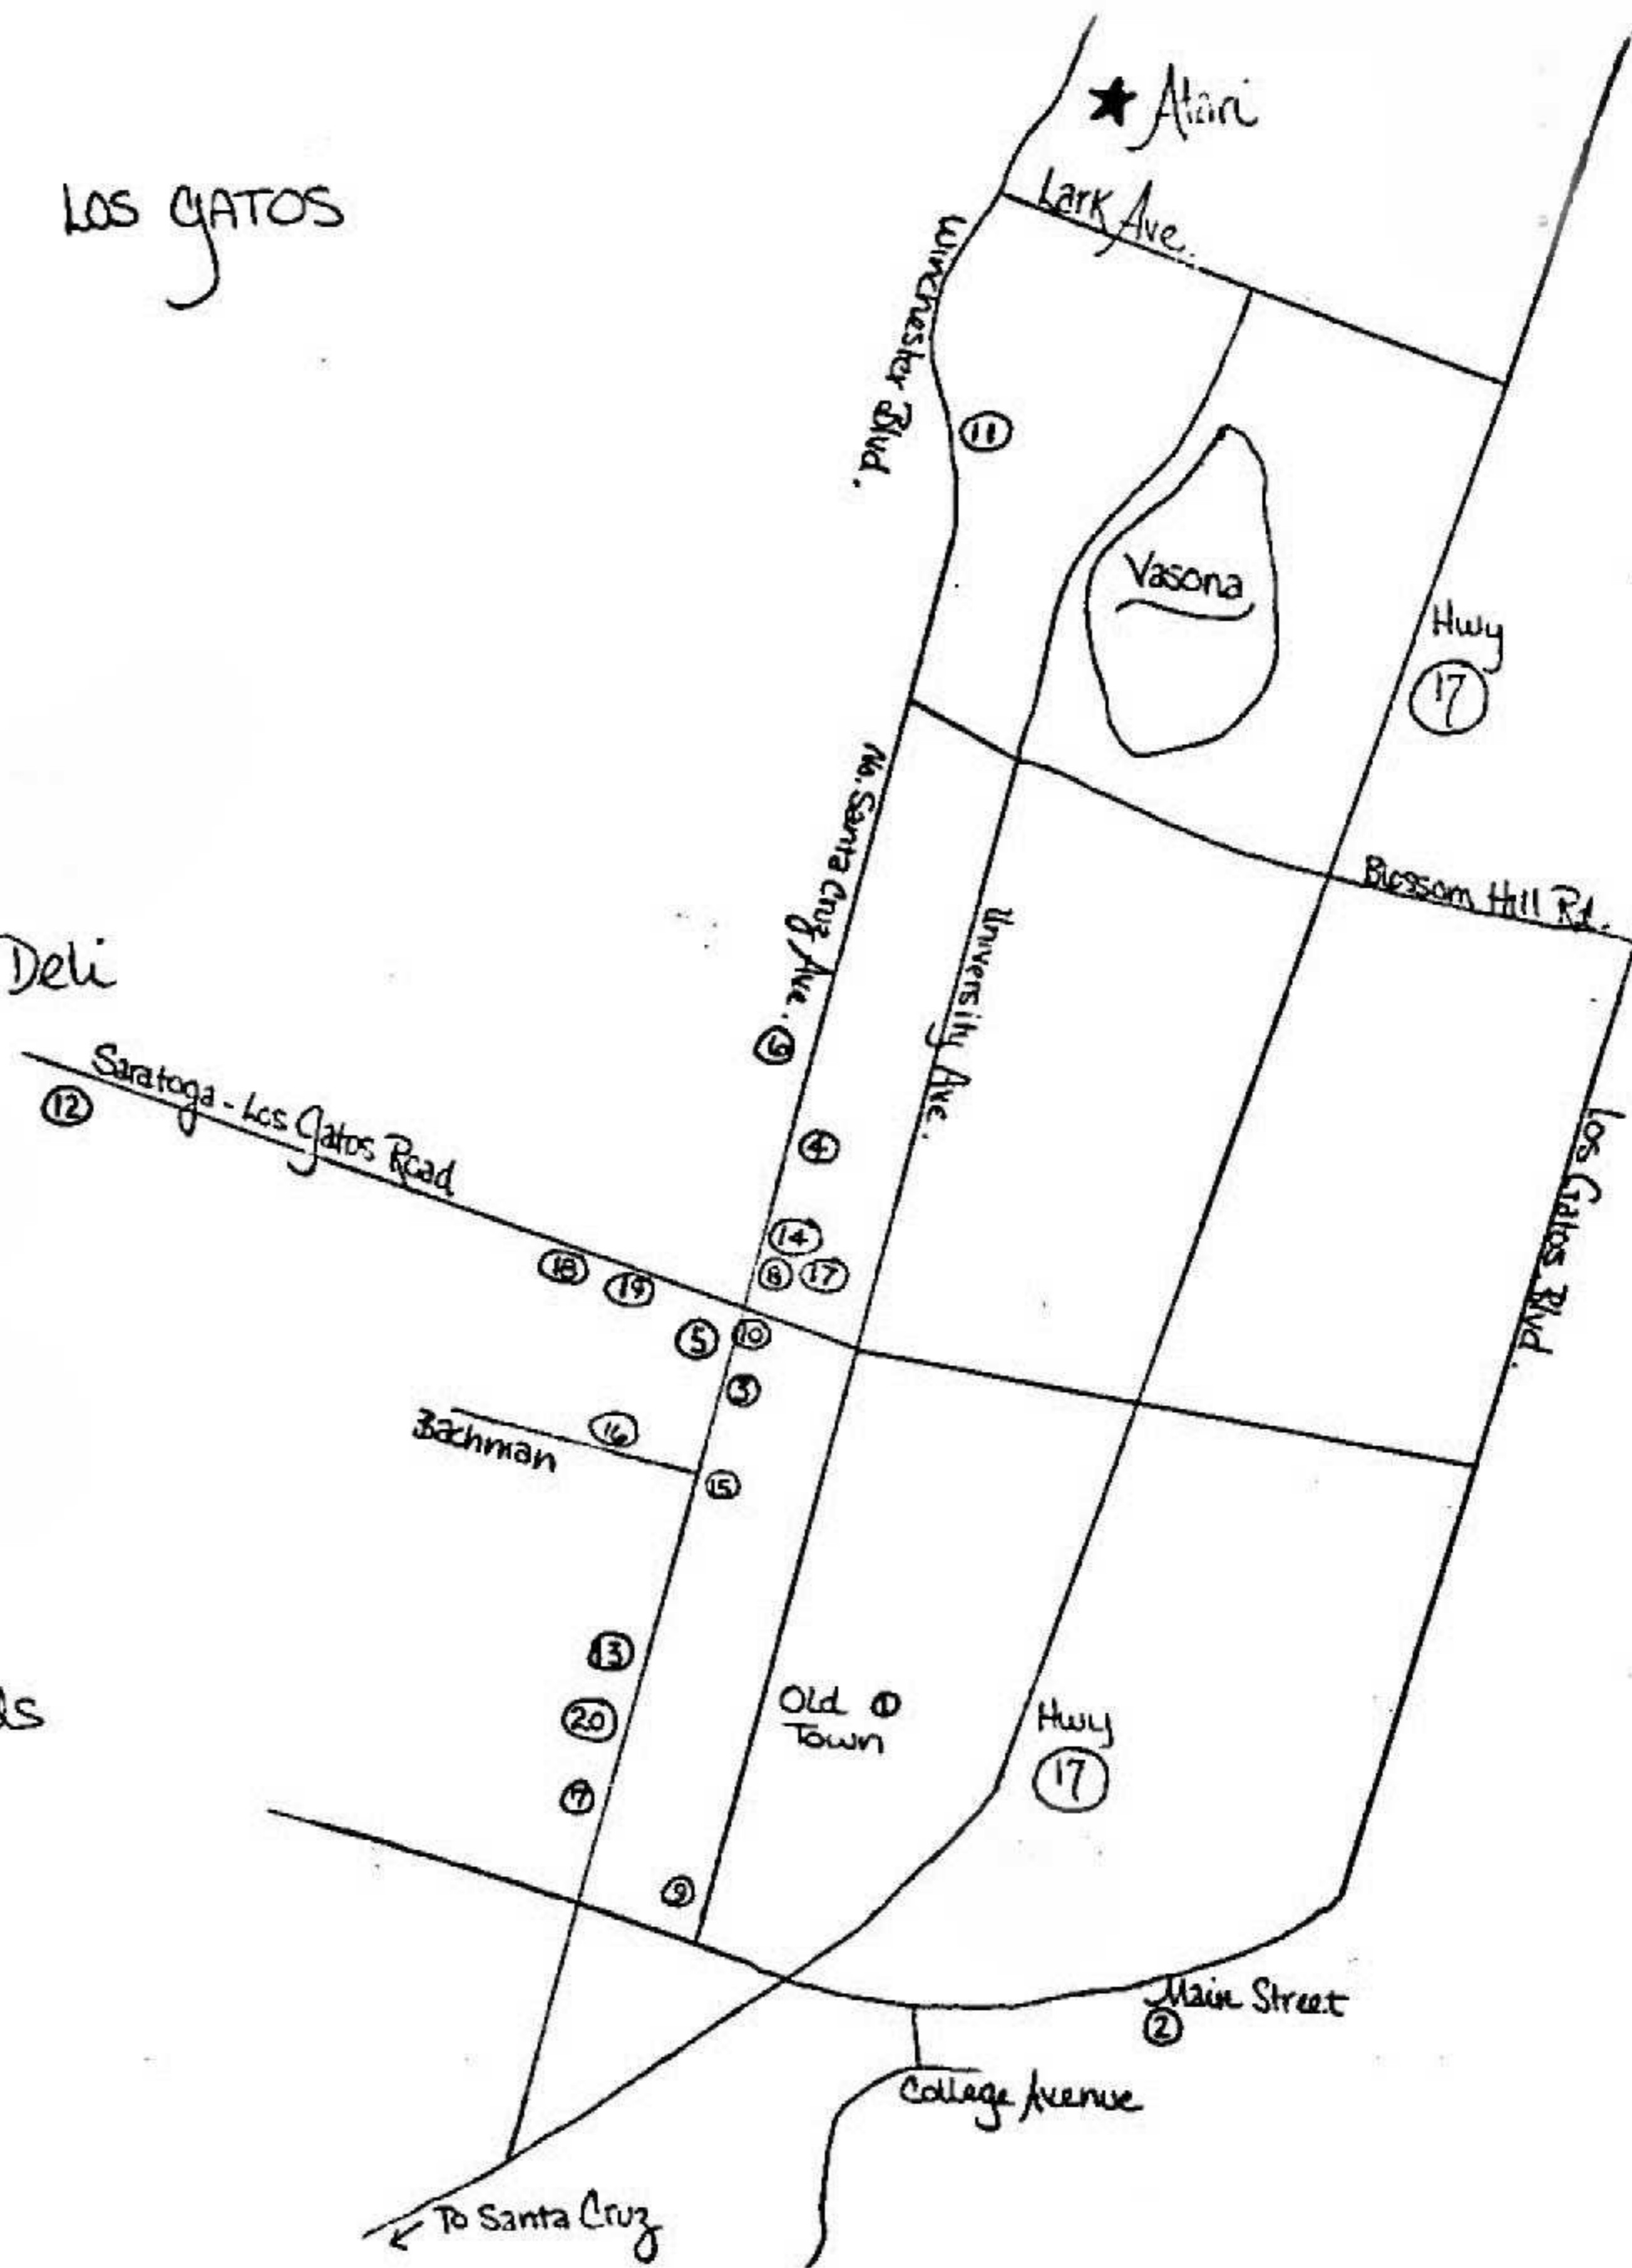 ★ Atari
LOS GATOS
Lark Ave.
Winchester Blvd.
11
Vasona
Hwy
17
No. Santa Cruz Ave.
Blossom Hill Rd.
University Ave.
Deli
6
Saratoga - Los Gatos Road
12
4
Los Gatos Blvd.
14
8 17
18 19
5 10
3
16
Bachman
15
13
20
Old 1
Town
Hwy
17
7
9
Main Street
2
College Avenue
← To Santa Cruz